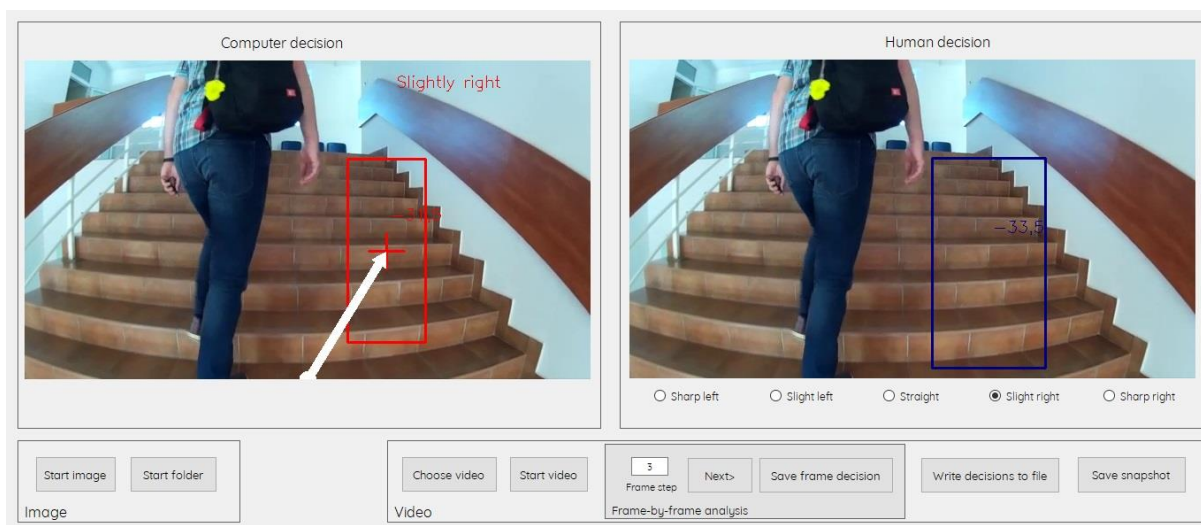 Computer decision
Slightly right
Human decision
-33,5
Sharp left
Slight left
Straight
Slight right
Sharp right
Start image
Start folder
Image
Choose video
Start video
Video
3
Frame step
Next>
Save frame decision
Frame-by-frame analysis
Write decisions to file
Save snapshot